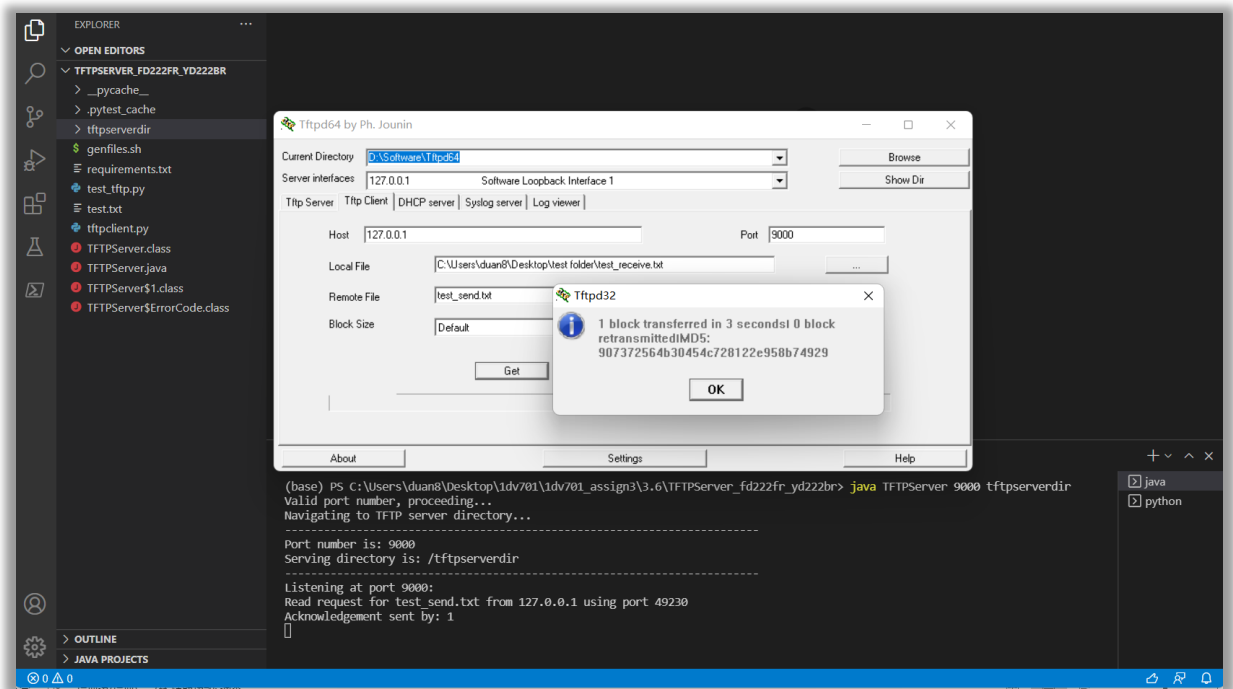 EXPLORER ...
OPEN EDITORS
TFTPSERVER_FD222FR_YD222BR
__pycache__
.pytest_cache
tftpserverdir
$ genfiles.sh
requirements.txt
test_tftp.py
test.txt
tftpclient.py
TFTPServer.class
TFTPServer.java
TFTPServer$1.class
TFTPServer$ErrorCode.class
OUTLINE
JAVA PROJECTS
0 0
Tftpd64 by Ph. Jounin
Current Directory D:\Software\Tftpd64 Browse
Server interfaces 127.0.0.1 Software Loopback Interface 1 Show Dir
Tftp Server Tftp Client DHCP server Syslog server Log viewer
Host 127.0.0.1 Port 9000
Local File C:\Users\duan8\Desktop\test folder\test_receive.txt ...
Remote File test_send.txt
Block Size Default
Get
About Settings Help
Tftpd32
1 block transferred in 3 seconds| 0 block
retransmitted|MD5:
907372564b30454c728122e958b74929
OK
(base) PS C:\Users\duan8\Desktop\1dv701\1dv701_assign3\3.6\TFTPServer_fd222fr_yd222br> java TFTPServer 9000 tftpserverdir
Valid port number, proceeding...
Navigating to TFTP server directory...
----------------------------------------------------------------------
Port number is: 9000
Serving directory is: /tftpserverdir
----------------------------------------------------------------------
Listening at port 9000:
Read request for test_send.txt from 127.0.0.1 using port 49230
Acknowledgement sent by: 1
java
python